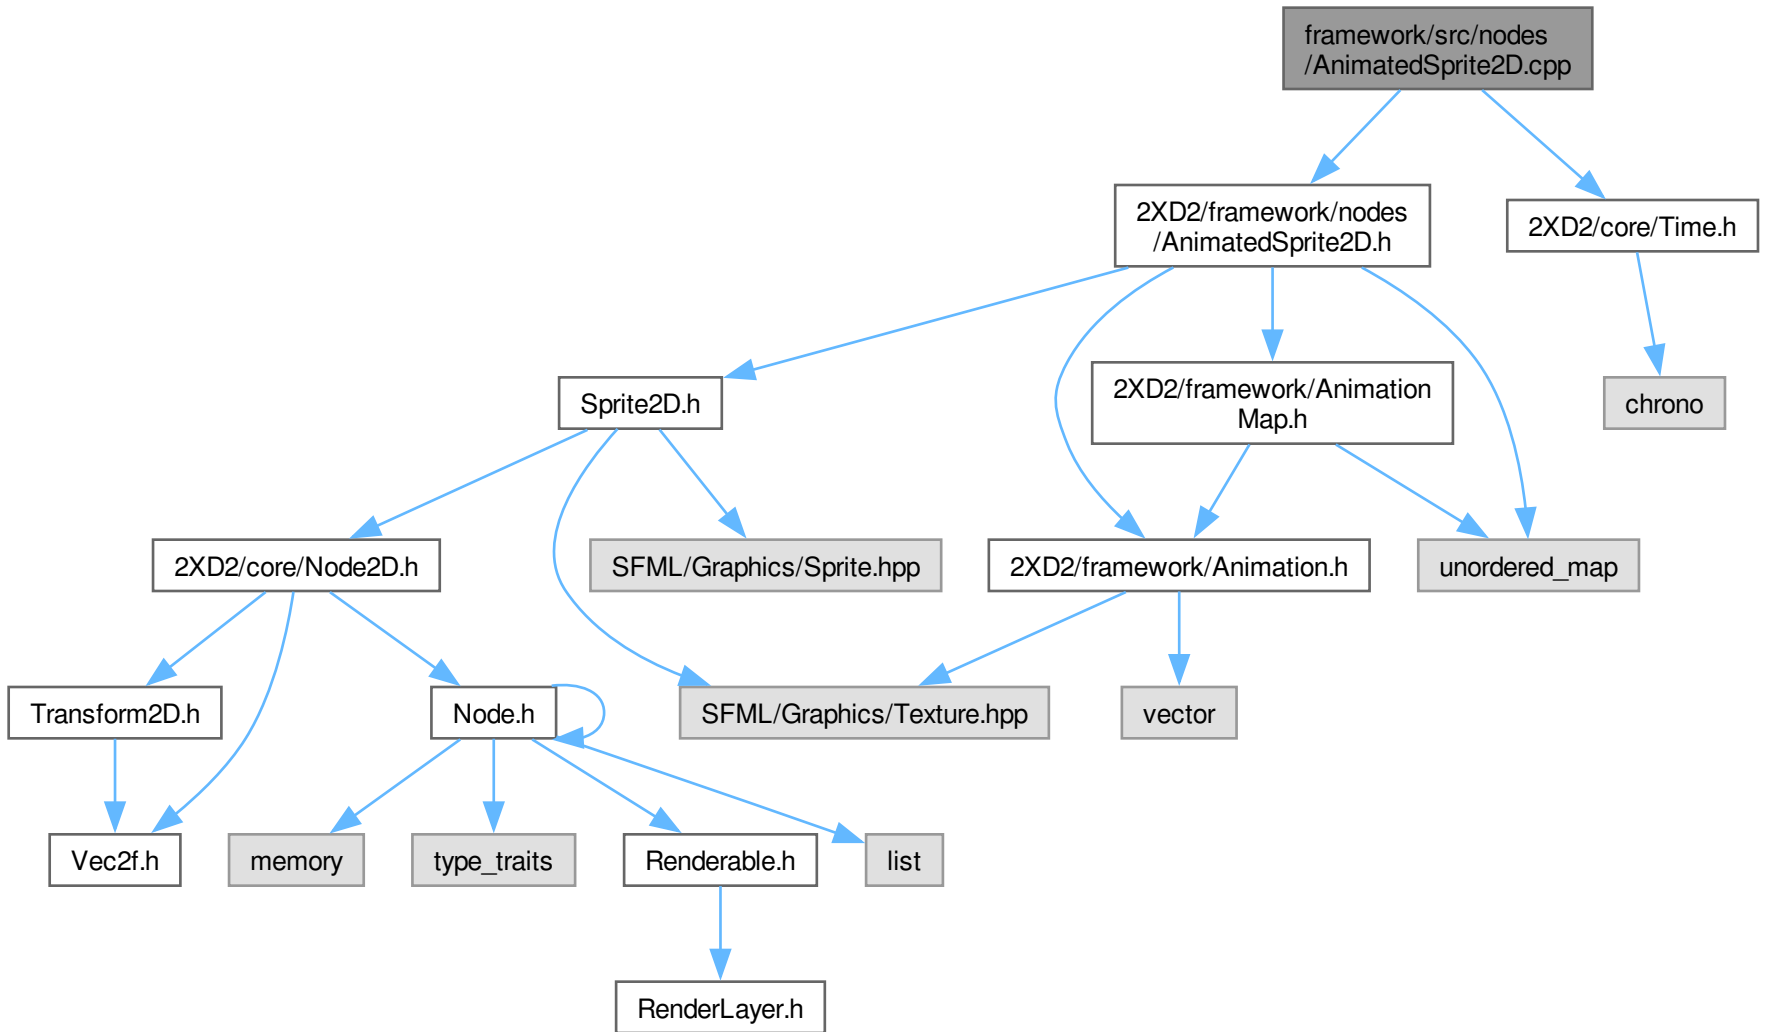 framework/src/nodes
/AnimatedSprite2D.cpp
2XD2/framework/nodes
/AnimatedSprite2D.h
2XD2/core/Time.h
Sprite2D.h
2XD2/framework/Animation
Map.h
chrono
2XD2/core/Node2D.h
SFML/Graphics/Sprite.hpp
2XD2/framework/Animation.h
unordered_map
Transform2D.h
Node.h
SFML/Graphics/Texture.hpp
vector
Vec2f.h
memory
type_traits
Renderable.h
list
RenderLayer.h